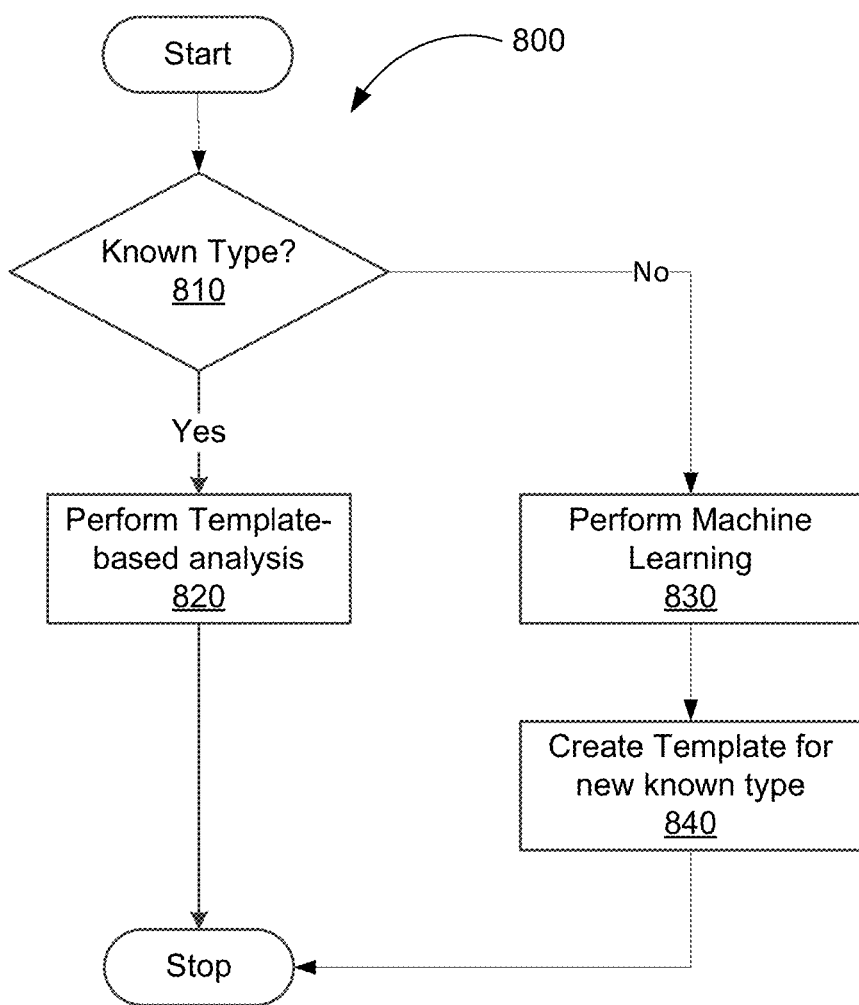 Start
800
Known Type?
810
No
Yes
Perform Template-
based analysis
820
Perform Machine
Learning
830
Create Template for
new known type
840
Stop